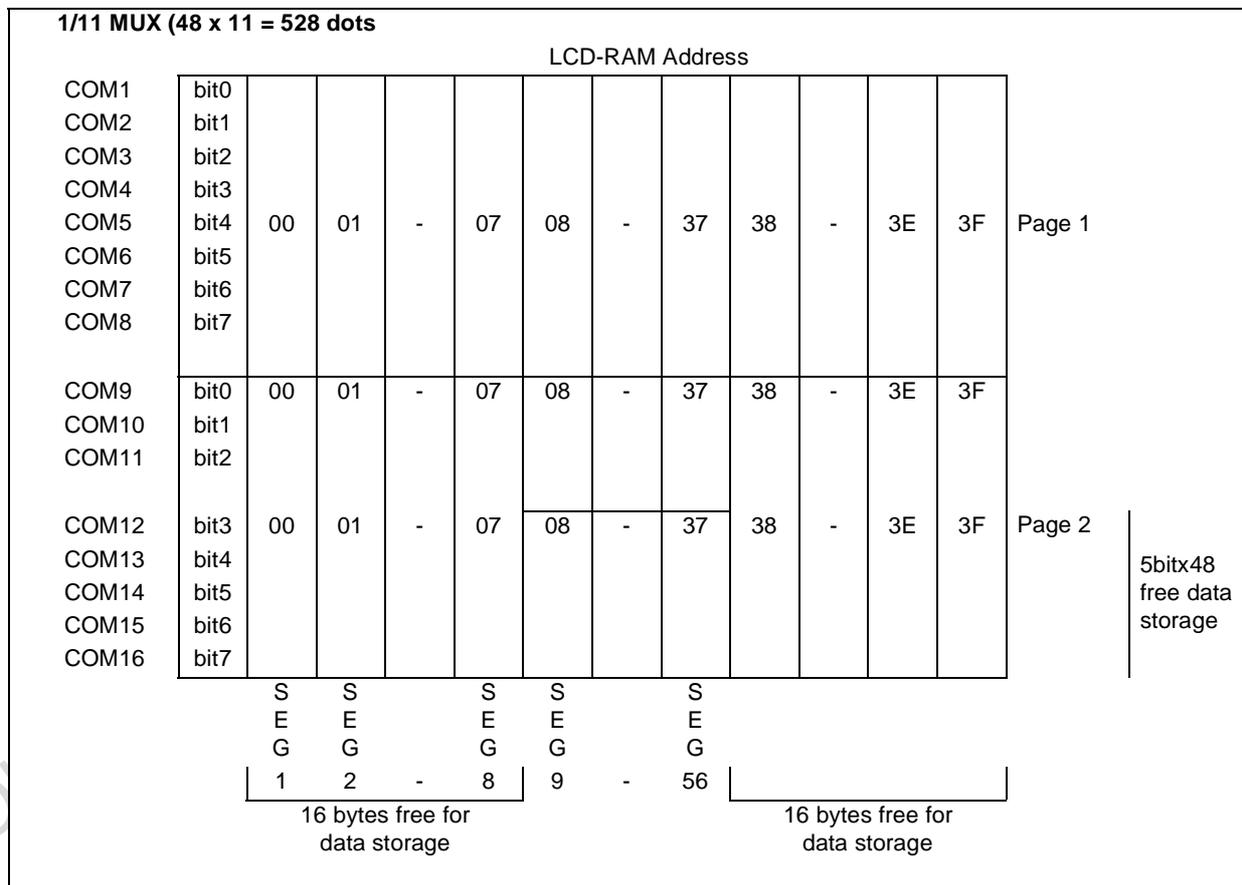 1/11 MUX (48 x 11 = 528 dots
LCD-RAM Address
COM1 bit0
COM2 bit1
COM3 bit2
COM4 bit3
COM5 bit4 00 01 - 07 08 - 37 38 - 3E 3F Page 1
COM6 bit5
COM7 bit6
COM8 bit7
COM9 bit0 00 01 - 07 08 - 37 38 - 3E 3F
COM10 bit1
COM11 bit2
COM12 bit3 00 01 - 07 08 - 37 38 - 3E 3F Page 2
COM13 bit4
COM14 bit5
COM15 bit6
COM16 bit7
5bitx48
free data
storage
S S S S S
E E E E E
G G G G G
1 2 - 8 9 - 56
16 bytes free for
data storage
16 bytes free for
data storage